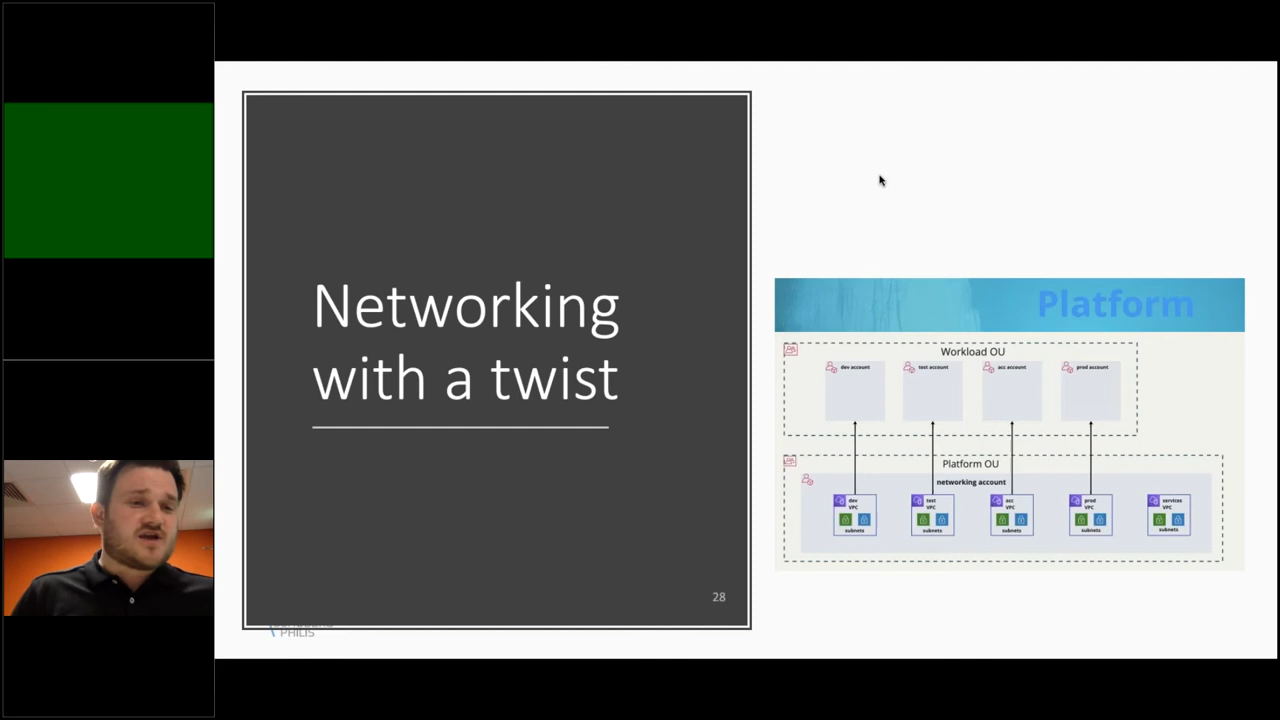 Networking
with a twist
28
PHILIS
Platform
Workload OU
dev account
test account
acc account
prod account
Platform OU
networking account
dev
VPC
subnets
test
VPC
subnets
acc
VPC
subnets
prod
VPC
subnets
services
VPC
subnets